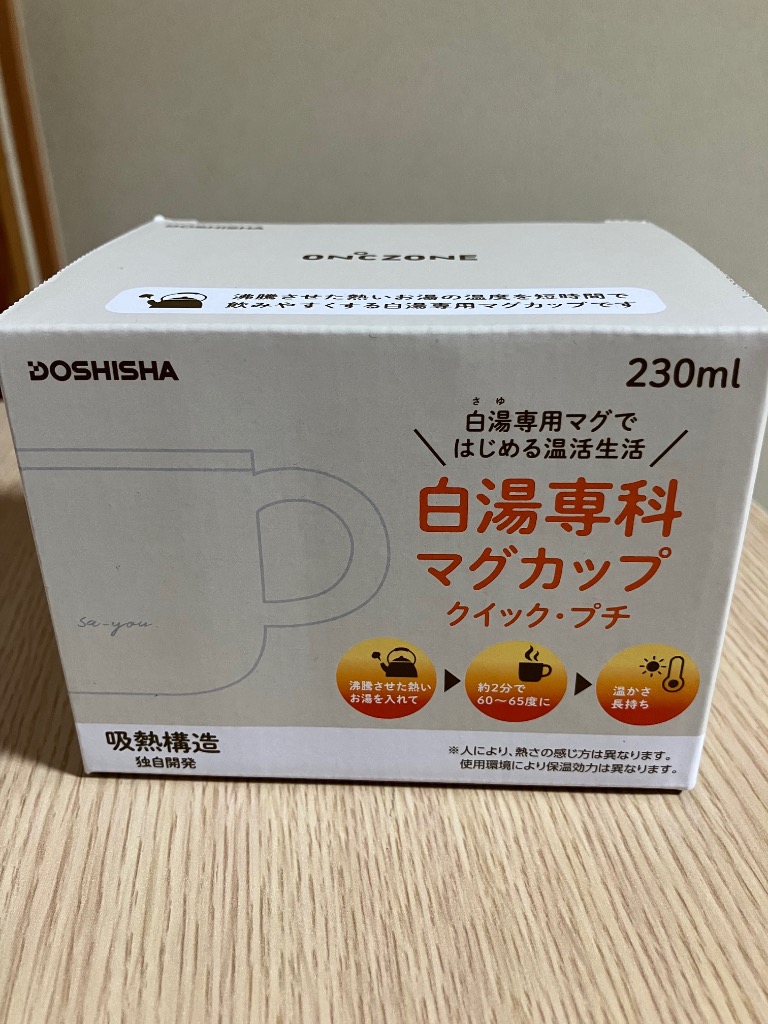 DOSHISHA
ON℃ZONE
沸騰させた熱いお湯の温度を短時間で
飲みやすくする白湯専用マグカップです
DOSHISHA
230ml
さゆ
白湯専用マグで
はじめる温活生活
白湯専科
マグカップ
クイック・プチ
sa-you
沸騰させた熱い
お湯を入れて
約2分で
60〜65度に
温かさ
長持ち
吸熱構造
独自開発
※人により、熱さの感じ方は異なります。
使用環境により保温効力は異なります。